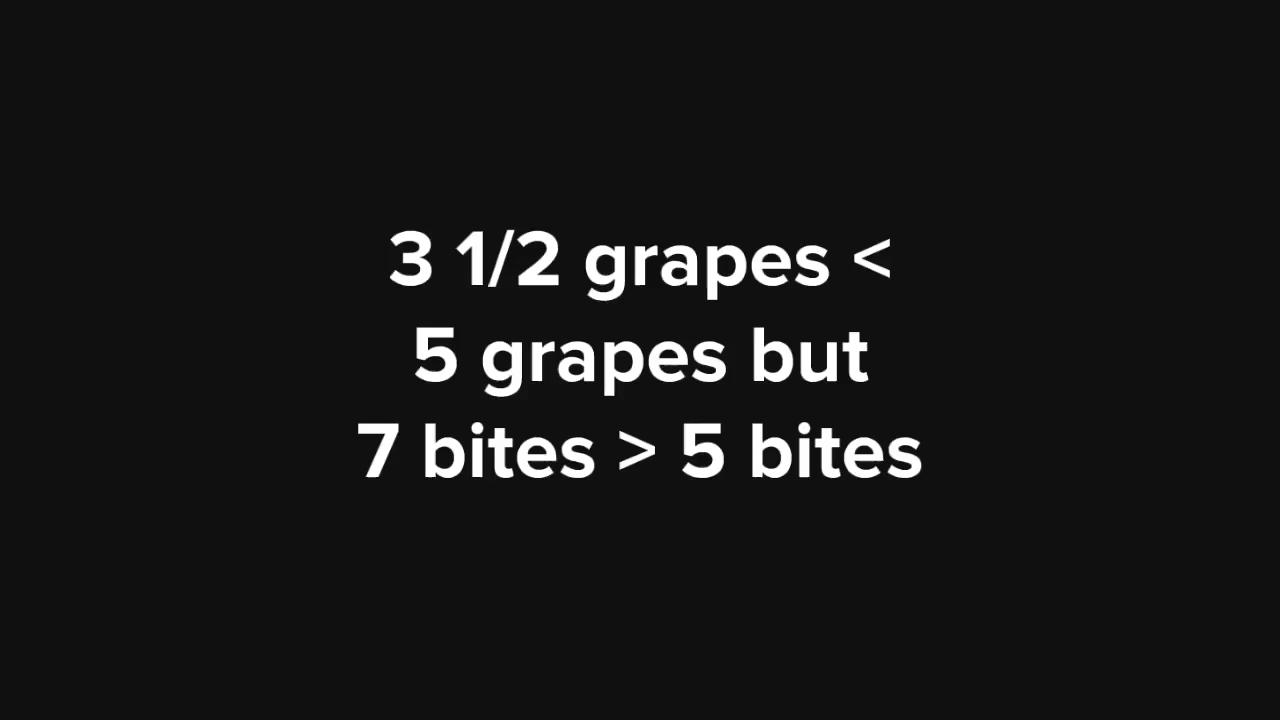 3 1/2 grapes <
5 grapes but
7 bites > 5 bites